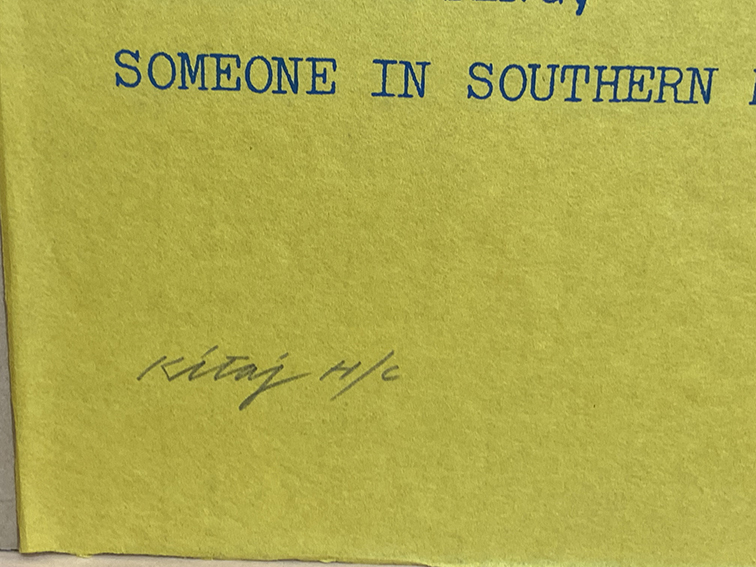 SOMEONE IN SOUTHERN
Kitaj H/C